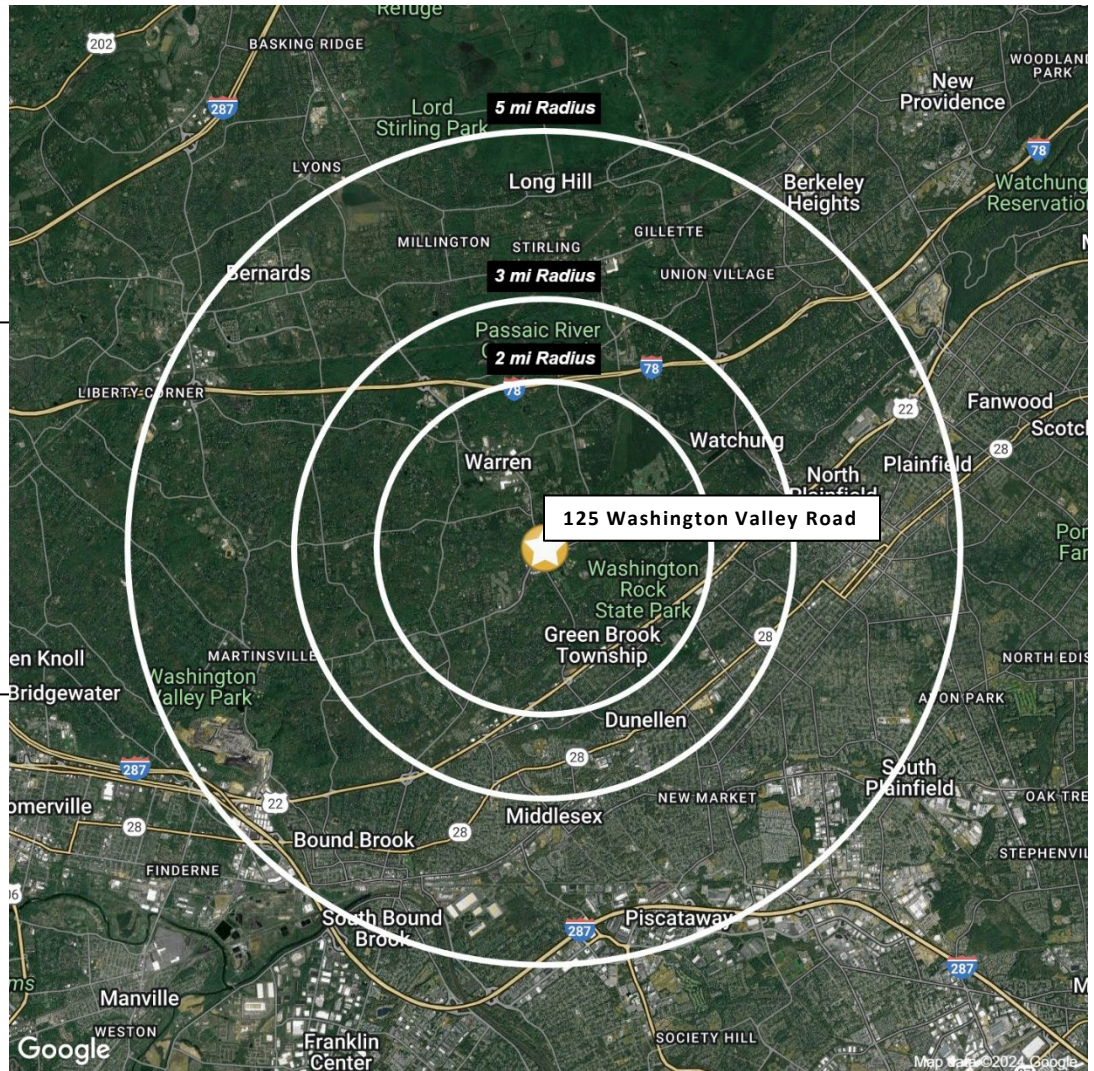 Refuge
202
BASKING RIDGE
WOODLAND
PARK
New
Providence
287
Lord
Stirling Park
5 mi Radius
78
LYONS
Long Hill
Berkeley
Heights
Watchung
Reservation
MILLINGTON
STIRLING
GILLETTE
Bernards
3 mi Radius
UNION VILLAGE
Passaic River
2 mi Radius
78
78
LIBERTY CORNER
22
Fanwood
Scotch
28
Watchung
Warren
North
Plainfield
Plainfield
125 Washington Valley Road
Washington
Rock
State Park
Green Brook
Township
28
en Knoll
MARTINSVILLE
NORTH EDIS
Bridgewater
Washington
Valley Park
AVON PARK
Dunellen
28
287
South
Plainfield
omerville
22
NEW MARKET
OAK TRE
Middlesex
28
28
Bound Brook
STEPHENVIL
FINDERNE
06
South Bound
Brook
287
Piscataway
287
ms
Manville
WESTON
Franklin
Center
SOCIETY HILL
Google
Map data ©2024 Google